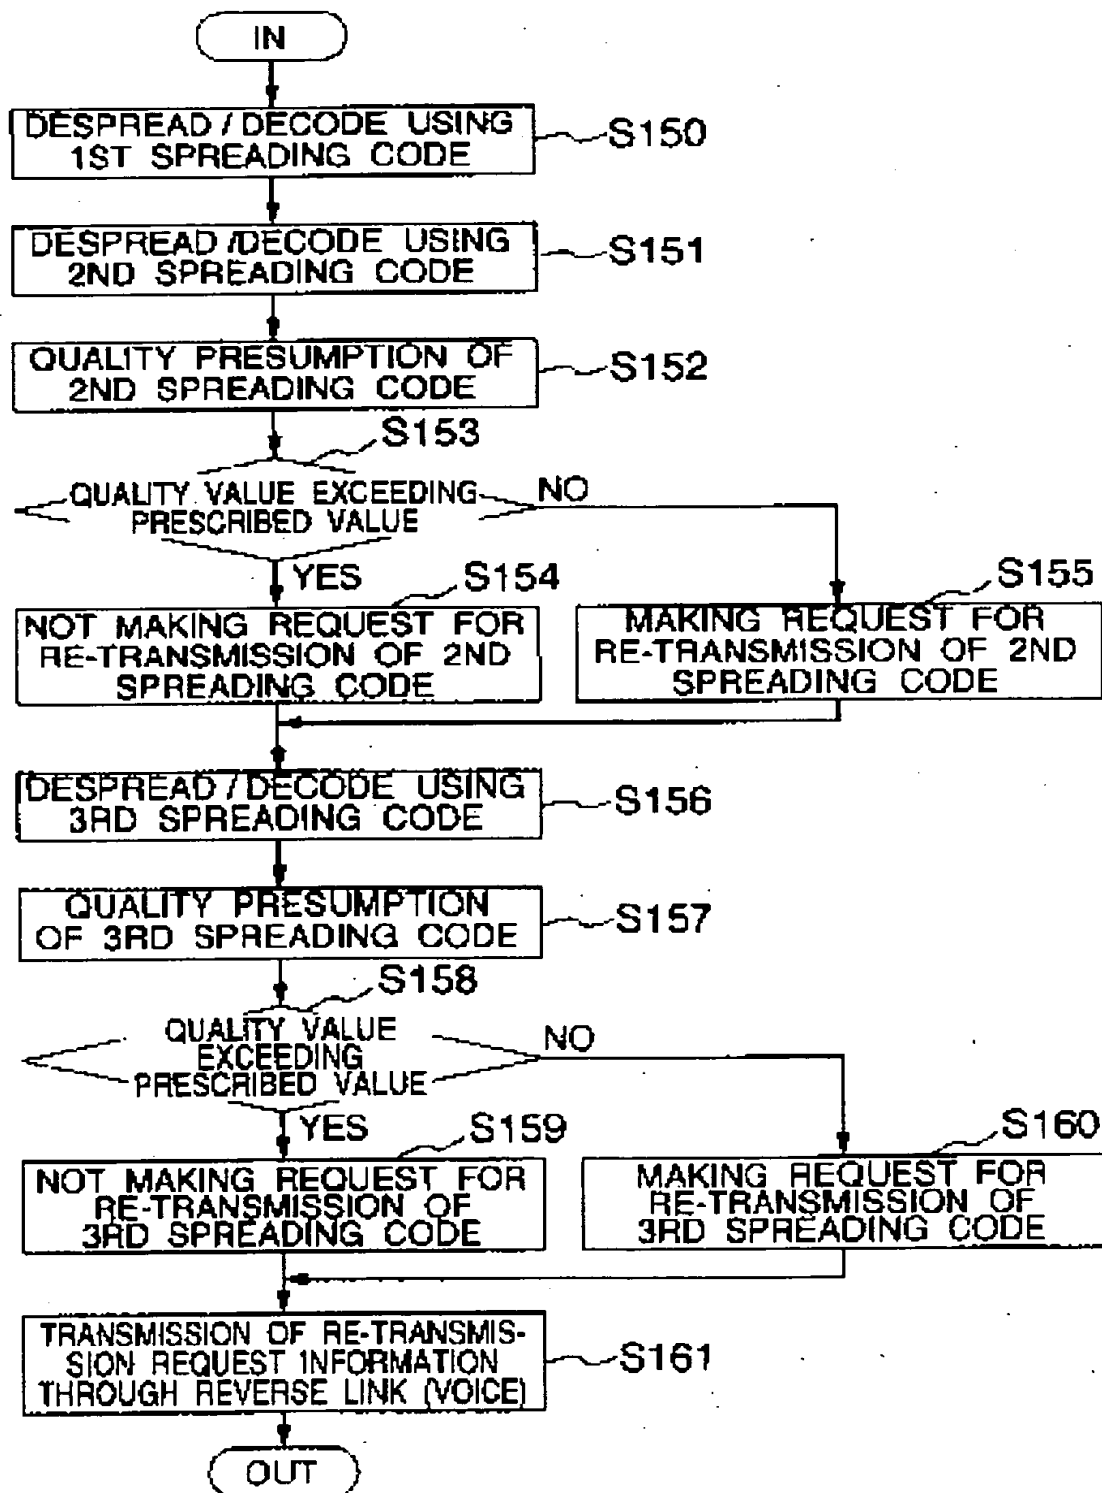 IN
DESPREAD / DECODE USING
1ST SPREADING CODE
S150
DESPREAD /DECODE USING
2ND SPREADING CODE
S151
QUALITY PRESUMPTION OF
2ND SPREADING CODE
S152
S153
QUALITY VALUE EXCEEDING
PRESCRIBED VALUE
NO
YES
S154
NOT MAKING REQUEST FOR
RE-TRANSMISSION OF 2ND
SPREADING CODE
S155
MAKING REQUEST FOR
RE-TRANSMISSION OF 2ND
SPREADING CODE
DESPREAD / DECODE USING
3RD SPREADING CODE
S156
QUALITY PRESUMPTION
OF 3RD SPREADING CODE
S157
S158
QUALITY VALUE
EXCEEDING
PRESCRIBED VALUE
NO
YES
S159
NOT MAKING REQUEST FOR
RE-TRANSMISSION OF
3RD SPREADING CODE
S160
MAKING REQUEST FOR
RE-TRANSMISSION OF
3RD SPREADING CODE
TRANSMISSION OF RE-TRANSMIS-
SION REQUEST INFORMATION
THROUGH REVERSE LINK (VOICE)
S161
OUT